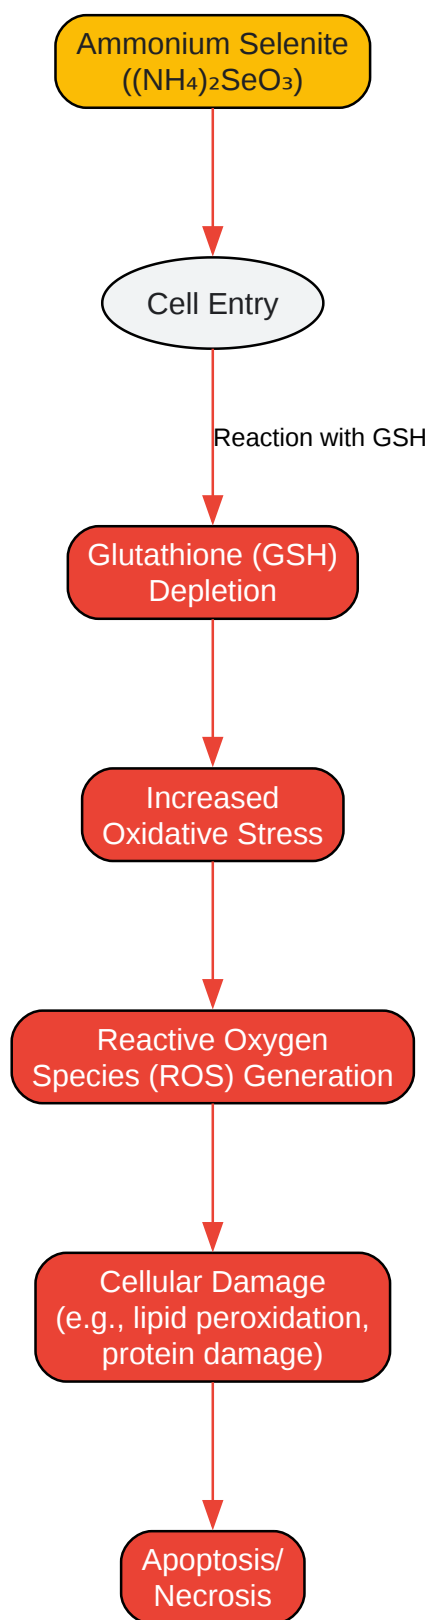 Ammonium Selenite
((NH₄)₂SeO₃)
Cell Entry
Reaction with GSH
Glutathione (GSH)
Depletion
Increased
Oxidative Stress
Reactive Oxygen
Species (ROS) Generation
Cellular Damage
(e.g., lipid peroxidation,
protein damage)
Apoptosis/
Necrosis